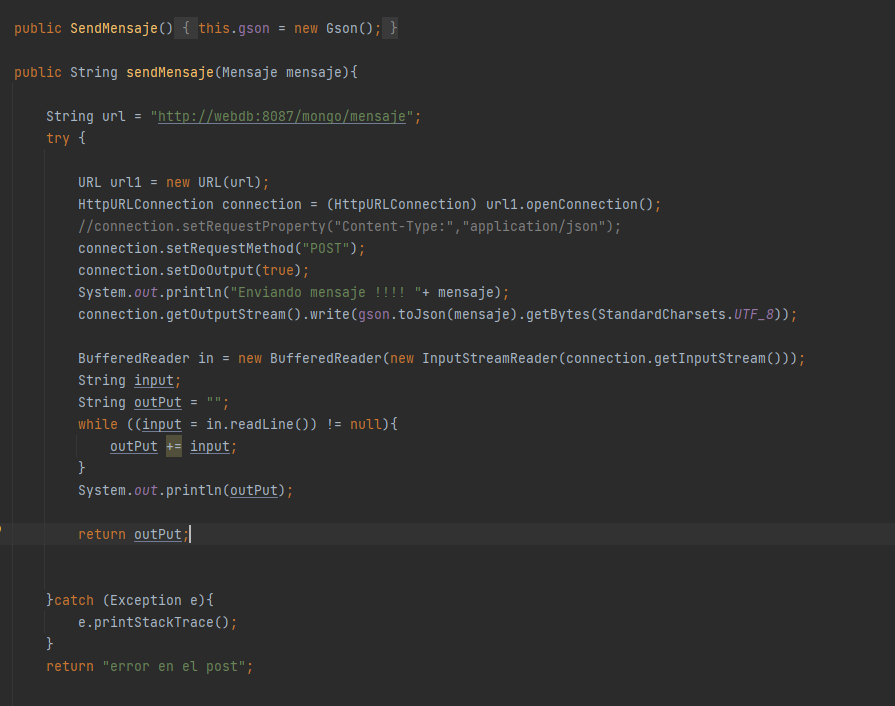 public SendMensaje() { this.gson = new Gson(); }
public String sendMensaje(Mensaje mensaje){
String url = "http://webdb:8087/mongo/mensaje";
try {
URL url1 = new URL(url);
HttpURLConnection connection = (HttpURLConnection) url1.openConnection();
//connection.setRequestProperty("Content-Type:","application/json");
connection.setRequestMethod("POST");
connection.setDoOutput(true);
System.out.println("Enviando mensaje !!!! "+ mensaje);
connection.getOutputStream().write(gson.toJson(mensaje).getBytes(StandardCharsets.UTF_8));
BufferedReader in = new BufferedReader(new InputStreamReader(connection.getInputStream()));
String input;
String outPut = "";
while ((input = in.readLine()) != null){
outPut += input;
}
System.out.println(outPut);
return outPut;
}catch (Exception e){
e.printStackTrace();
}
return "error en el post";